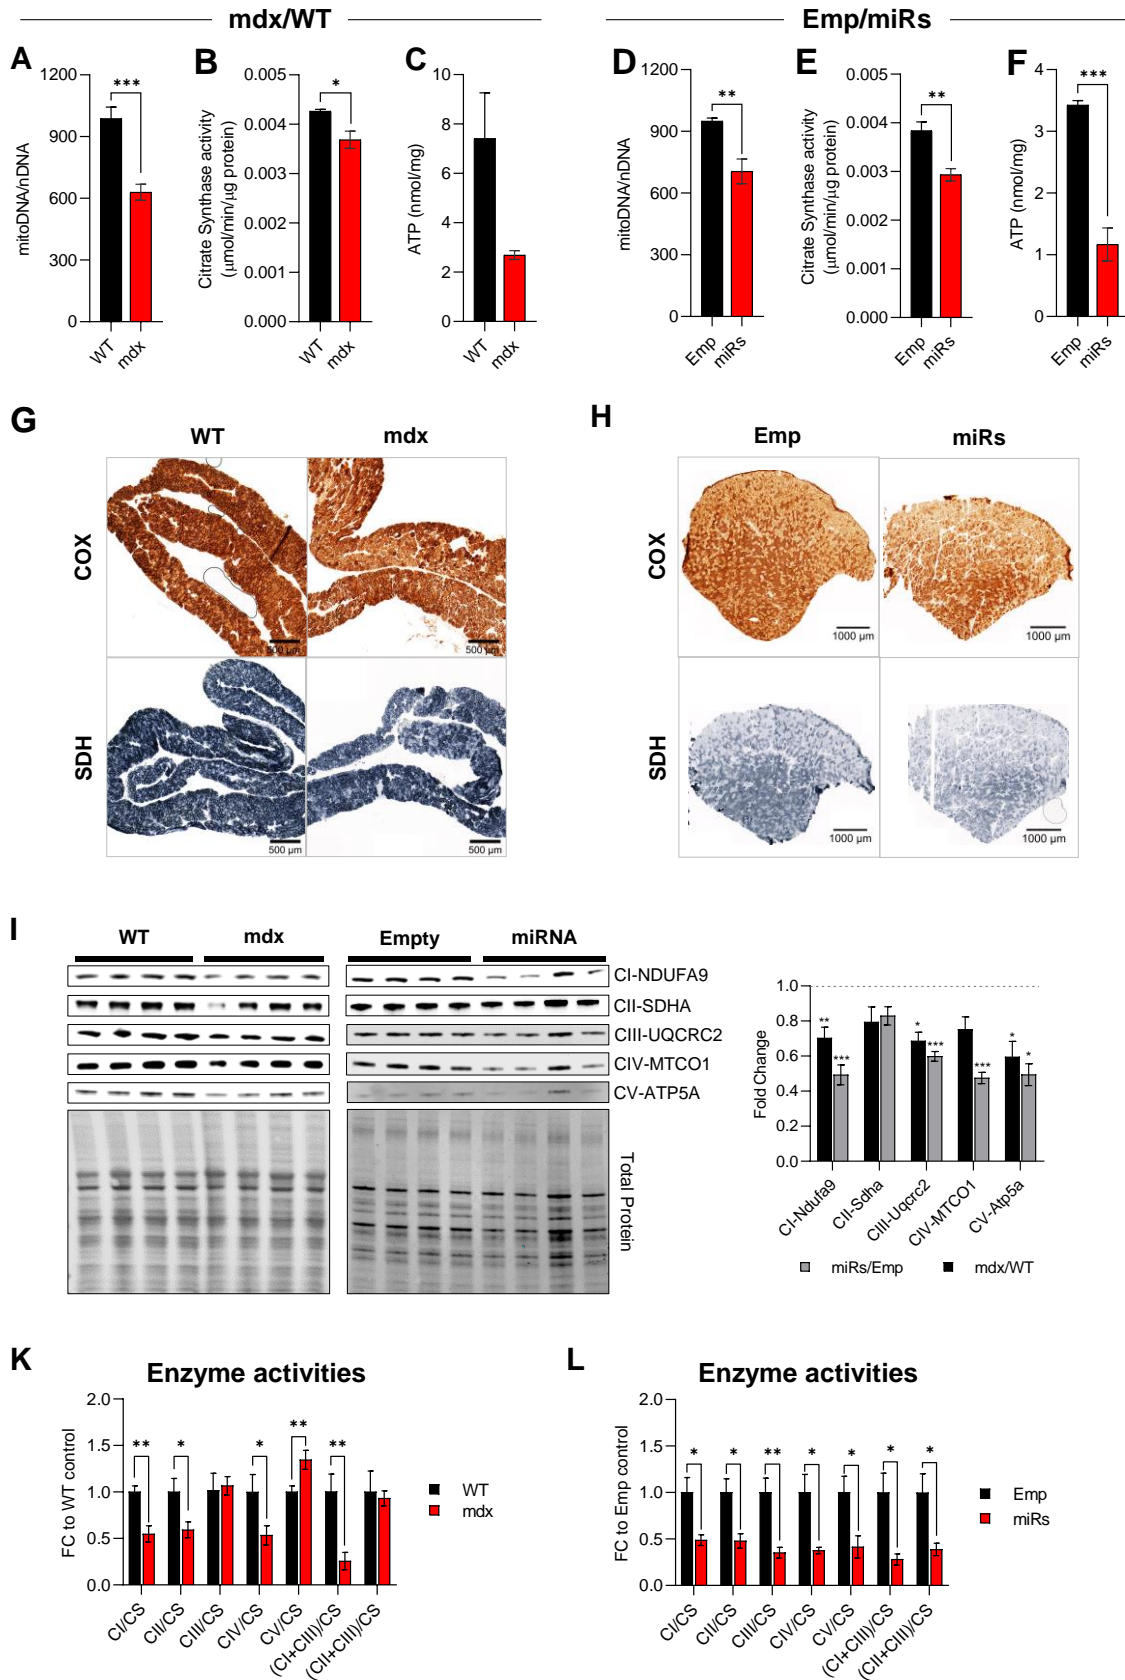 mdx/WT
Emp/miRs
A
mitoDNA/nDNA
1200
900
600
300
0
***
WT
mdx
B
Citrate Synthase activity
(µmol/min/µg protein)
0.005
0.004
0.003
0.002
0.001
0.000
*
WT
mdx
C
ATP (nmol/mg)
10
8
6
4
2
0
WT
mdx
D
mitoDNA/nDNA
1200
900
600
300
0
**
Emp
miRs
E
Citrate Synthase activity
(µmol/min/µg protein)
0.005
0.004
0.003
0.002
0.001
0.000
**
Emp
miRs
F
ATP (nmol/mg)
4
3
2
1
0
***
Emp
miRs
G
WT
mdx
COX
500 µm
500 µm
SDH
500 µm
500 µm
H
Emp
miRs
COX
1000 µm
1000 µm
SDH
1000 µm
1000 µm
I
WT
mdx
Empty
miRNA
CI-NDUFA9
CII-SDHA
CIII-UQCRC2
CIV-MTCO1
CV-ATP5A
Total Protein
Fold Change
1.0
0.8
0.6
0.4
0.2
0.0
**
***
*
***
***
*
*
CI-Ndufa9
CII-Sdha
CIII-Uqcrc2
CIV-MTCO1
CV-Atp5a
miRs/Emp
mdx/WT
K
Enzyme activities
FC to WT control
2.0
1.5
1.0
0.5
0.0
**
*
*
**
**
CI/CS
CII/CS
CIII/CS
CIV/CS
CV/CS
(CI+CIII)/CS
(CII+CIII)/CS
WT
mdx
L
Enzyme activities
FC to Emp control
2.0
1.5
1.0
0.5
0.0
*
*
**
*
*
*
*
CI/CS
CII/CS
CIII/CS
CIV/CS
CV/CS
(CI+CIII)/CS
(CII+CIII)/CS
Emp
miRs